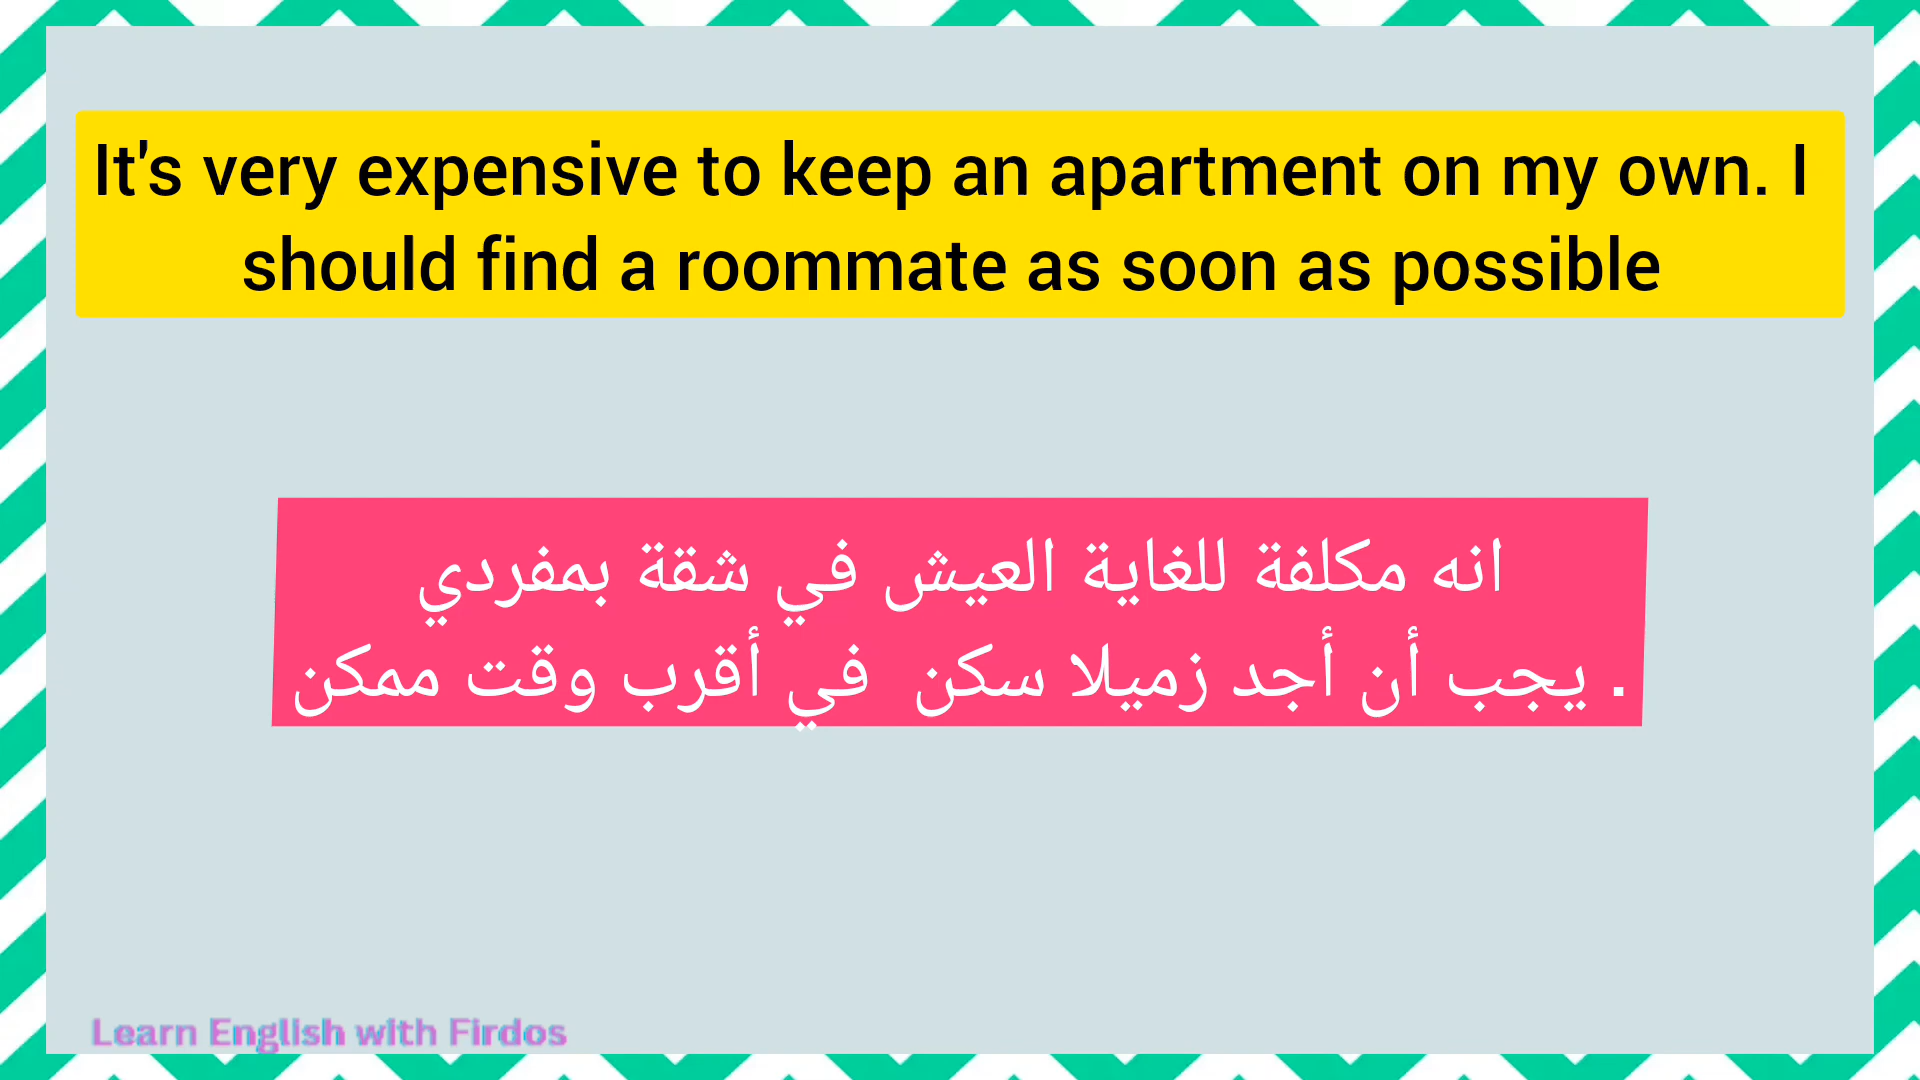 It's very expensive to keep an apartment on my own. I
should find a roommate as soon as possible
انه مكلفة للغاية العيش في شقة بمفردي
. يجب أن أجد زميلا سكن في أقرب وقت ممكن
Learn English with Firdos